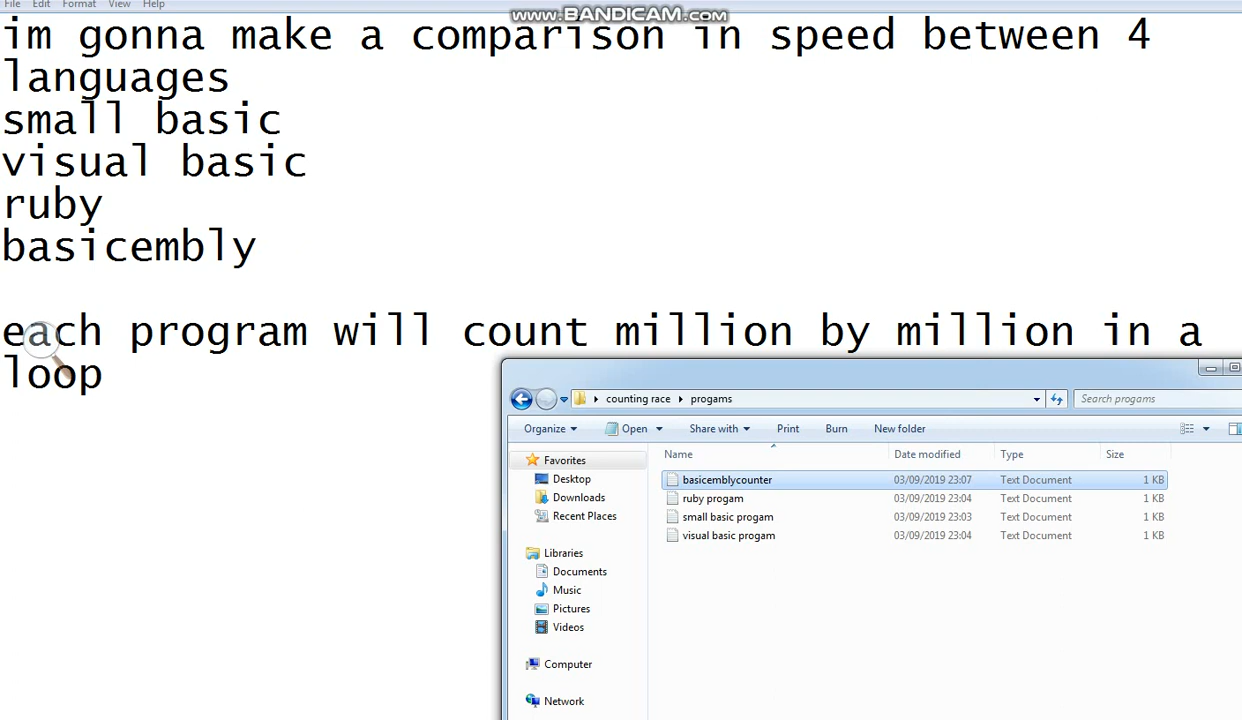 File Edit Format View Help
www.BANDICAM.com
im gonna make a comparison in speed between 4
languages
small basic
visual basic
ruby
basicembly
each program will count million by million in a
loop
counting race progams
Search progams
Organize Open Share with Print Burn New folder
Name Date modified Type Size
Favorites
Desktop
Downloads
Recent Places
Libraries
Documents
Music
Pictures
Videos
Computer
Network
basicemblycounter 03/09/2019 23:07 Text Document 1 KB
ruby progam 03/09/2019 23:04 Text Document 1 KB
small basic progam 03/09/2019 23:03 Text Document 1 KB
visual basic progam 03/09/2019 23:04 Text Document 1 KB